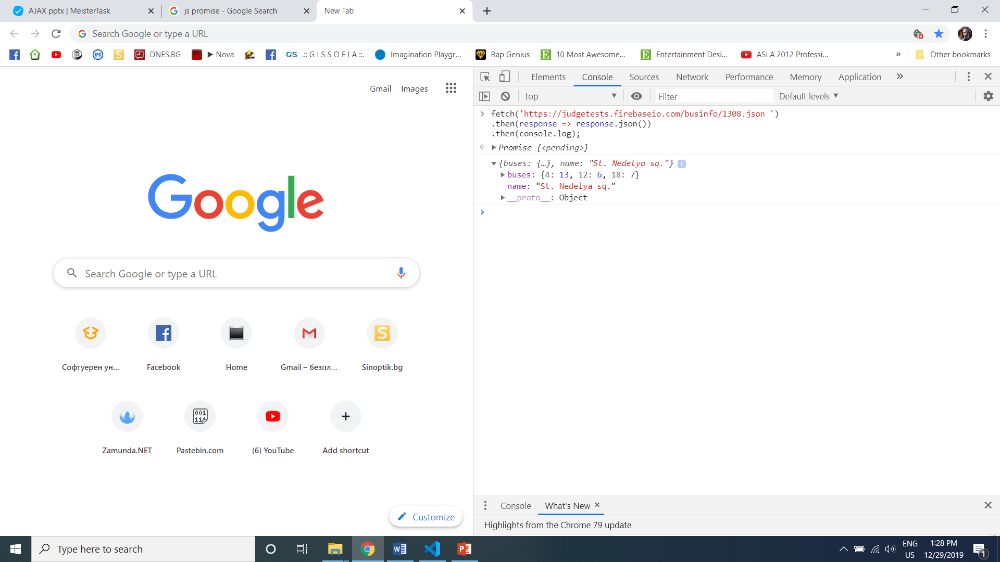 AJAX pptx | MeisterTask
js promise - Google Search
New Tab
Search Google or type a URL
DNES.BG
▶ Nova
GIS .:: G I S S O F I A ::.
Imagination Playgr...
Rap Genius
10 Most Awesome...
Entertainment Desi...
ASLA 2012 Professi...
»
Other bookmarks
Gmail
Images
Elements
Console
Sources
Network
Performance
Memory
Application
»
top
Filter
Default levels ▼
fetch('https://judgetests.firebaseio.com/businfo/1308.json ')
.then(response => response.json())
.then(console.log);
Promise {<pending>}
{buses: {…}, name: "St. Nedelya sq."}
buses: {4: 13, 12: 6, 18: 7}
name: "St. Nedelya sq."
__proto__: Object
Google
Search Google or type a URL
Софтуерен ун...
Facebook
Home
Gmail – безпл...
Sinoptik.bg
Zamunda.NET
Pastebin.com
(6) YouTube
Add shortcut
Customize
Console
What's New
Highlights from the Chrome 79 update
Type here to search
ENG
US
1:28 PM
12/29/2019
1